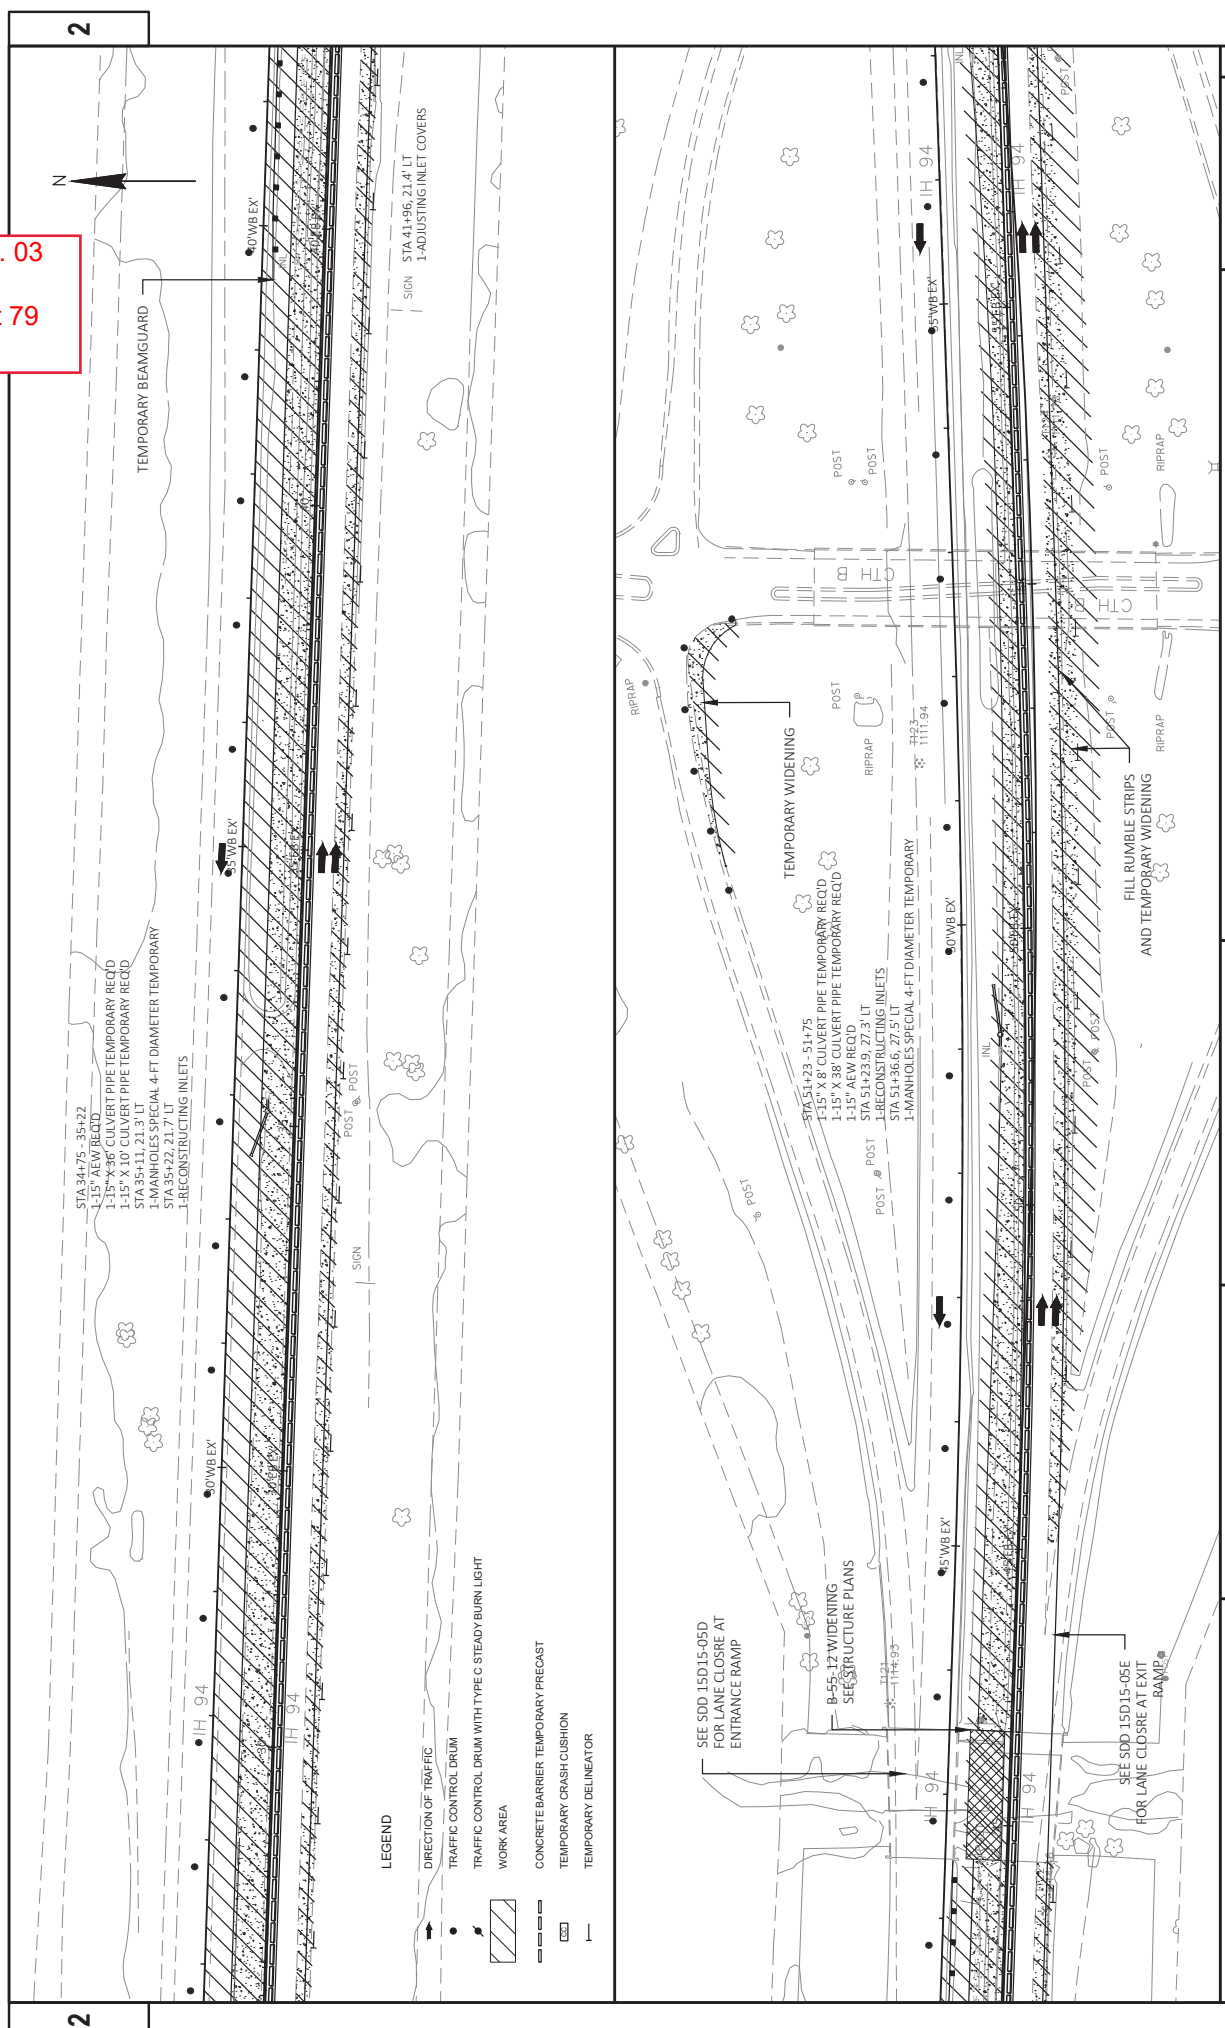 2
. 03
: 79
N
TEMPORARY BEAMGUARD
STA 41+96, 21.4' LT
1-ADJUSTING INLET COVERS
SIGN
40'WB EX'
INL
35'WB EX'
STA 34+75 - 35+22
1-15" AEW REQ'D
1-15" X 36' CULVERT PIPE TEMPORARY REQ'D
1-15" X 10' CULVERT PIPE TEMPORARY REQ'D
STA 35+11, 21.3' LT
1-MANHOLES SPECIAL 4-FT DIAMETER TEMPORARY
STA 35+22, 21.7' LT
1-RECONSTRUCTING INLETS
POST
POST
SIGN
30'WB EX'
IH 94
IH 94
LEGEND
DIRECTION OF TRAFFIC
TRAFFIC CONTROL DRUM
TRAFFIC CONTROL DRUM WITH TYPE C STEADY BURN LIGHT
WORK AREA
CONCRETE BARRIER TEMPORARY PRECAST
CC
TEMPORARY CRASH CUSHION
TEMPORARY DELINEATOR
INL
POST
IH 94
IH 94
55'WB EX'
POST
POST
POST
RIPRAP
CTH B
CTH B
RIPRAP
POST
RIPRAP
T123
1111.94
POST
RIPRAP
TEMPORARY WIDENING
FILL RUMBLE STRIPS
AND TEMPORARY WIDENING
50'WB EX'
STA 51+23 - 51+75
1-15" X 8' CULVERT PIPE TEMPORARY REQ'D
1-15" X 38' CULVERT PIPE TEMPORARY REQ'D
1-15" AEW REQ'D
STA 51+23.9, 27.3' LT
1-RECONSTRUCTING INLETS
STA 51+36.6, 27.5' LT
1-MANHOLES SPECIAL 4-FT DIAMETER TEMPORARY
INL
POST
POST
POST
POST
POST
45'WB EX'
SEE SDD 15D15-05D
FOR LANE CLOSRE AT
ENTRANCE RAMP
B-55-12 WIDENING
SEE STRUCTURE PLANS
T121
1114.93
SEE SDD 15D15-05E
FOR LANE CLOSRE AT EXIT
RAMP
IH 94
IH 94
2